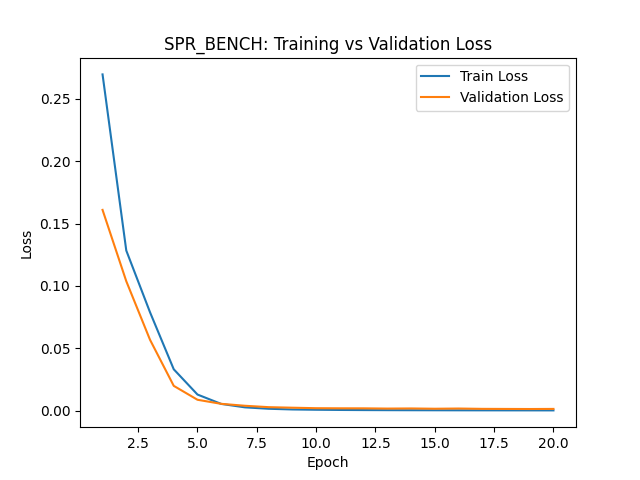 SPR_BENCH: Training vs Validation Loss
Train Loss
Validation Loss
0.25
0.20
0.15
0.10
0.05
0.00
Loss
2.5 5.0 7.5 10.0 12.5 15.0 17.5 20.0
Epoch